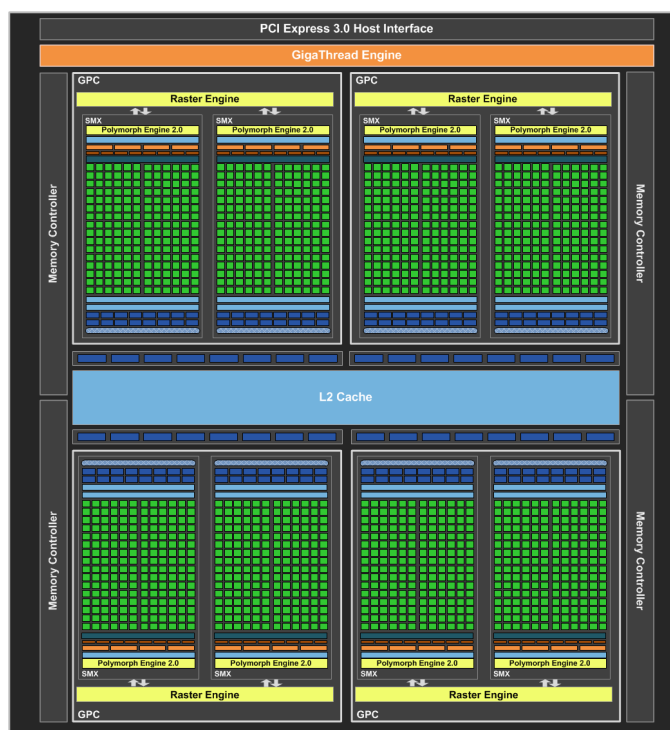 PCI Express 3.0 Host Interface
GigaThread Engine
GPC
Raster Engine
SMX
Polymorph Engine 2.0
SMX
Polymorph Engine 2.0
GPC
Raster Engine
SMX
Polymorph Engine 2.0
SMX
Polymorph Engine 2.0
Memory Controller
Memory Controller
L2 Cache
Memory Controller
Memory Controller
Polymorph Engine 2.0
SMX
Polymorph Engine 2.0
SMX
Raster Engine
GPC
Polymorph Engine 2.0
SMX
Polymorph Engine 2.0
SMX
Raster Engine
GPC